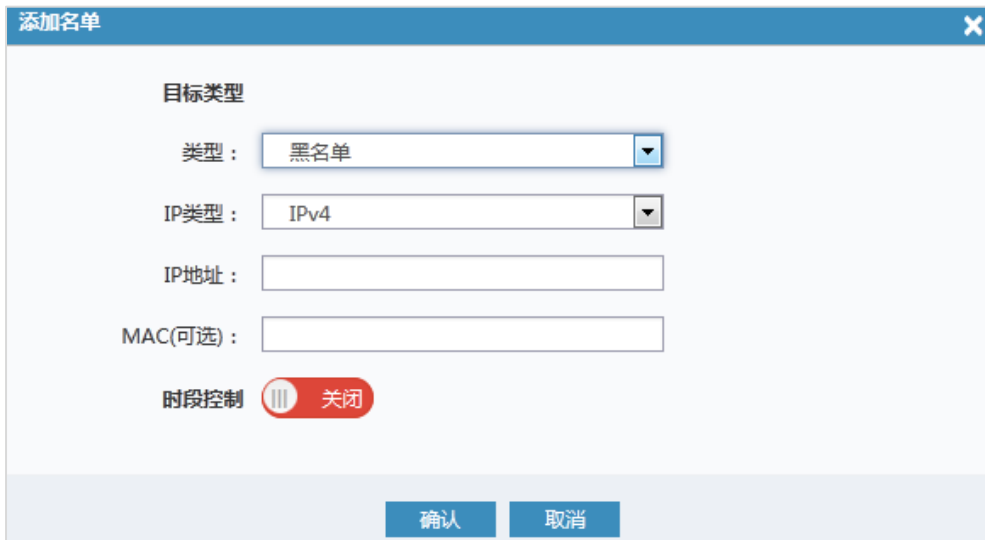 添加名单
目标类型
类型： 黑名单
IP类型： IPv4
IP地址：
MAC(可选)：
时段控制 关闭
确认 取消